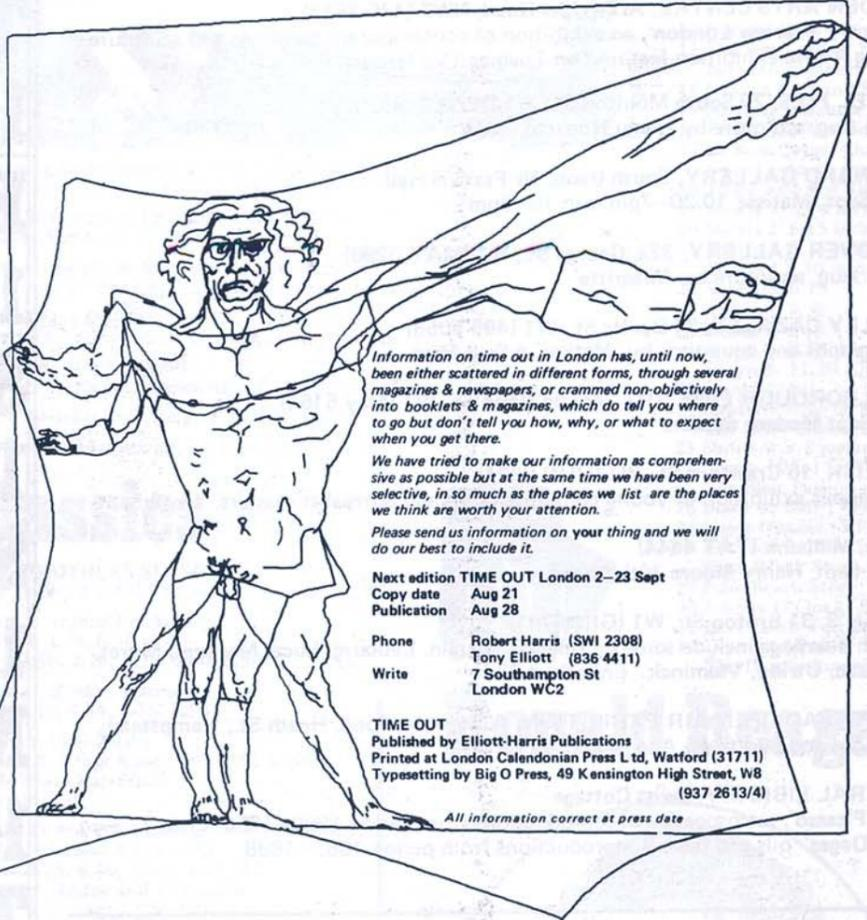 Information on time out in London has, until now,
been either scattered in different forms, through several
magazines & newspapers, or crammed non-objectively
into booklets & magazines, which do tell you where
to go but don't tell you how, why, or what to expect
when you get there.
We have tried to make our information as comprehen-
sive as possible but at the same time we have been very
selective, in so much as the places we list are the places
we think are worth your attention.
Please send us information on your thing and we will
do our best to include it.
Next edition TIME OUT London 2–23 Sept
Copy date Aug 21
Publication Aug 28
Phone Robert Harris (SWI 2308)
Tony Elliott (836 4411)
Write 7 Southampton St
London WC2
TIME OUT
Published by Elliott-Harris Publications
Printed at London Calendonian Press Ltd, Watford (31711)
Typesetting by Big O Press, 49 Kensington High Street, W8
(937 2613/4)
All information correct at press date